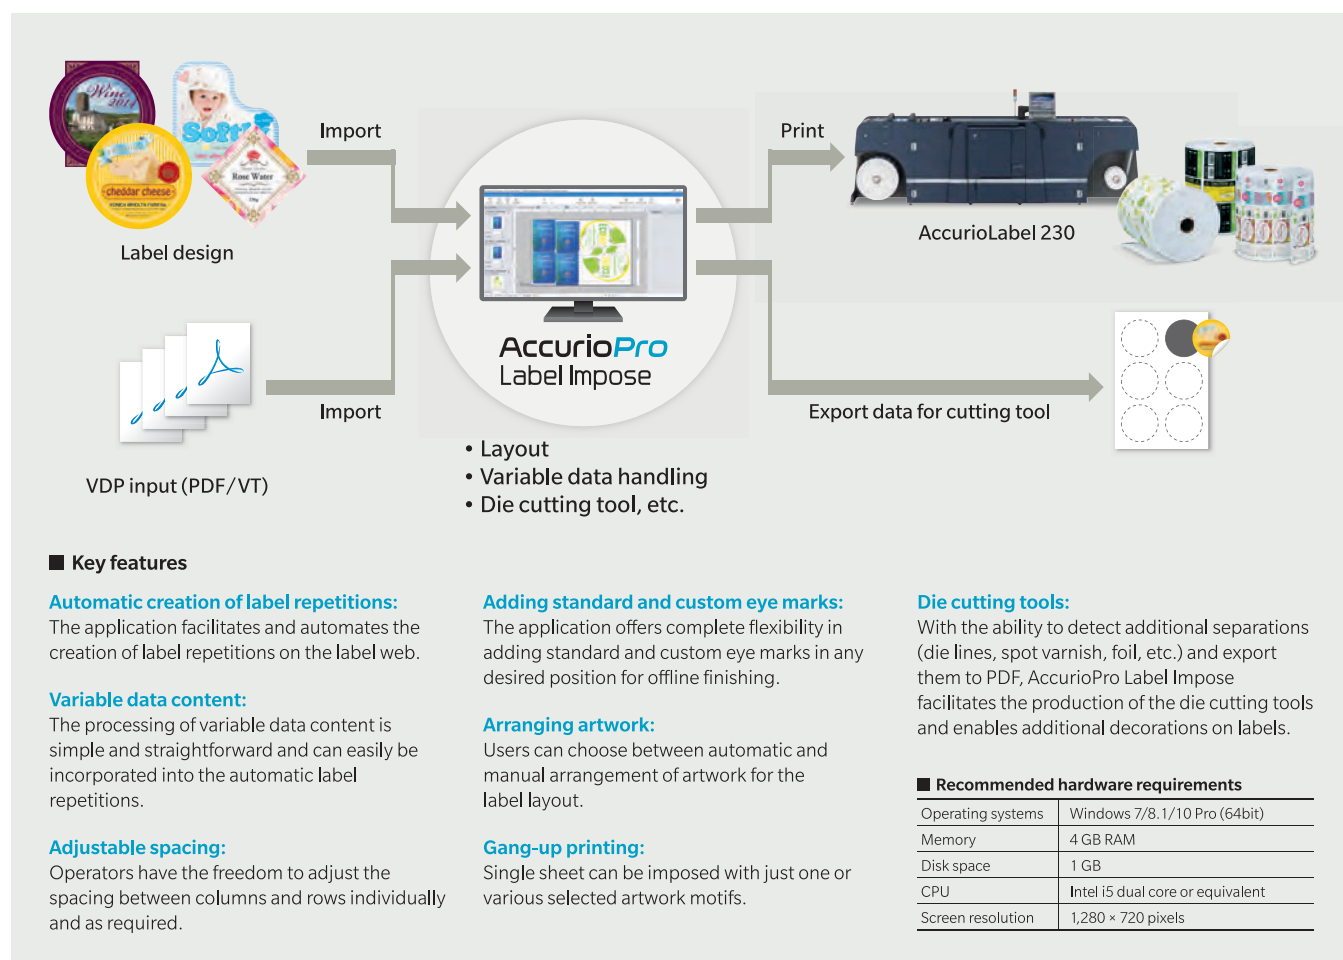 Wine
2014
Softly
cheddar cheese
KONICA MINOLTA FARM
Rose Water
Label design
Import
Print
AccurioLabel 230
AccurioPro
Label Impose
VDP input (PDF/VT)
Import
Export data for cutting tool
• Layout
• Variable data handling
• Die cutting tool, etc.
■ Key features
Automatic creation of label repetitions:
The application facilitates and automates the
creation of label repetitions on the label web.
Variable data content:
The processing of variable data content is
simple and straightforward and can easily be
incorporated into the automatic label
repetitions.
Adjustable spacing:
Operators have the freedom to adjust the
spacing between columns and rows individually
and as required.
Adding standard and custom eye marks:
The application offers complete flexibility in
adding standard and custom eye marks in any
desired position for offline finishing.
Arranging artwork:
Users can choose between automatic and
manual arrangement of artwork for the
label layout.
Gang-up printing:
Single sheet can be imposed with just one or
various selected artwork motifs.
Die cutting tools:
With the ability to detect additional separations
(die lines, spot varnish, foil, etc.) and export
them to PDF, AccurioPro Label Impose
facilitates the production of the die cutting tools
and enables additional decorations on labels.
■ Recommended hardware requirements
Operating systems Windows 7/8.1/10 Pro (64bit)
Memory 4 GB RAM
Disk space 1 GB
CPU Intel i5 dual core or equivalent
Screen resolution 1,280 × 720 pixels